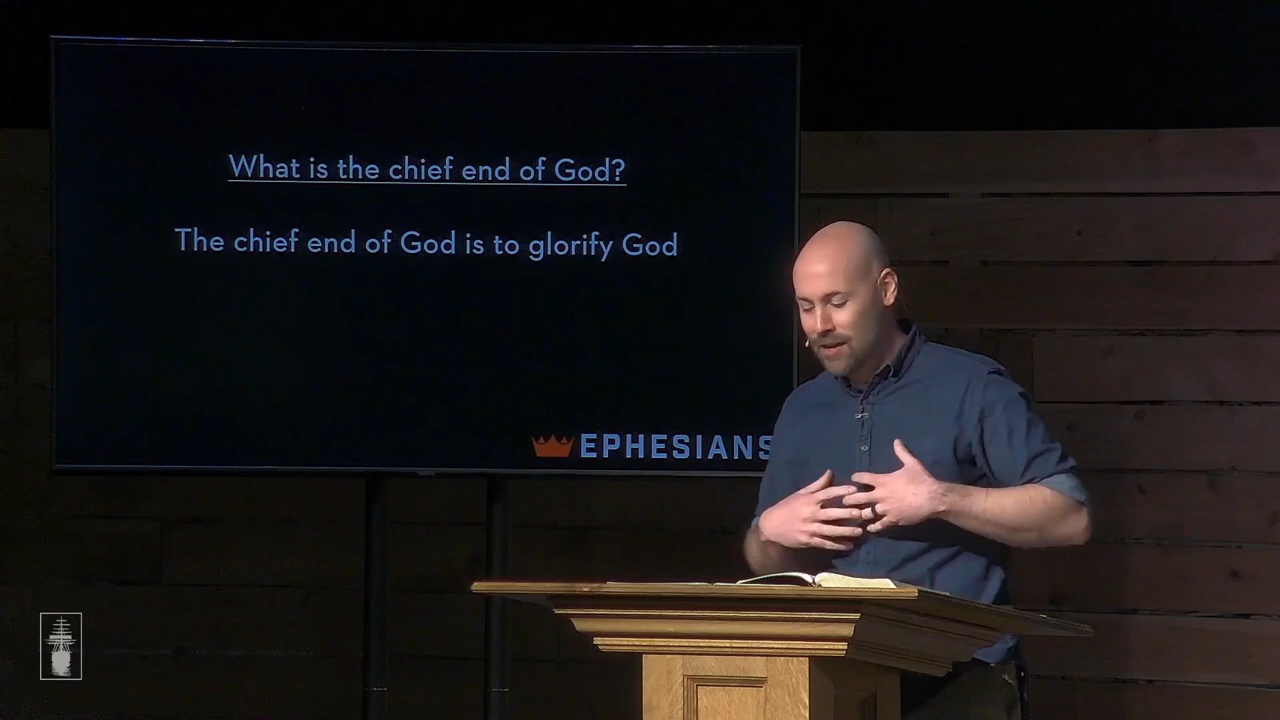 What is the chief end of God?
The chief end of God is to glorify God
EPHESIANS